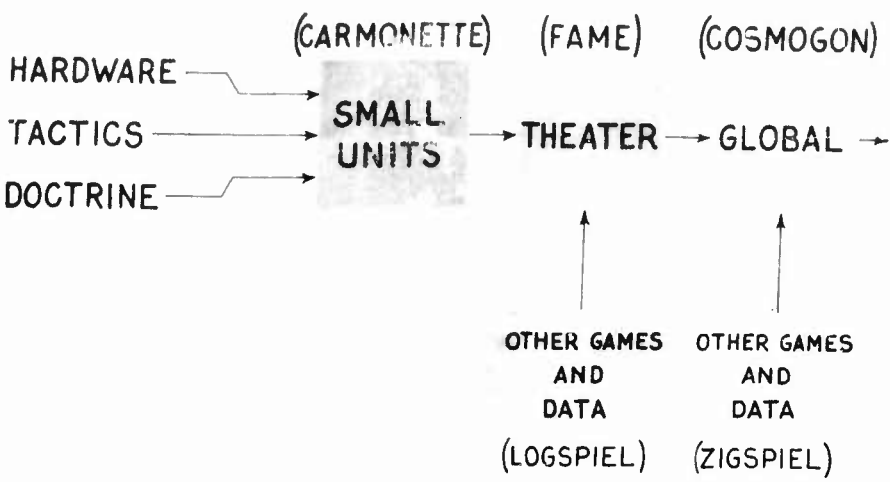 (CARMONETTE) (FAME) (COSMOGON)
HARDWARE
TACTICS
DOCTRINE
SMALL
UNITS
THEATER
GLOBAL
OTHER GAMES
AND
DATA
(LOGSPIEL)
OTHER GAMES
AND
DATA
(ZIGSPIEL)